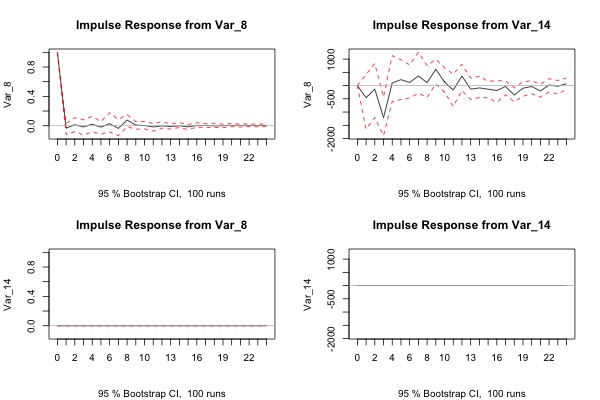 Impulse Response from Var_8
Var_8
0.0 0.4 0.8
0 2 4 6 8 10 13 16 19 22
95 % Bootstrap CI, 100 runs
Impulse Response from Var_14
Var_8
-2000 -500 1000
0 2 4 6 8 10 13 16 19 22
95 % Bootstrap CI, 100 runs
Impulse Response from Var_8
Var_14
0.0 0.4 0.8
0 2 4 6 8 10 13 16 19 22
95 % Bootstrap CI, 100 runs
Impulse Response from Var_14
Var_14
-2000 -500 1000
0 2 4 6 8 10 13 16 19 22
95 % Bootstrap CI, 100 runs